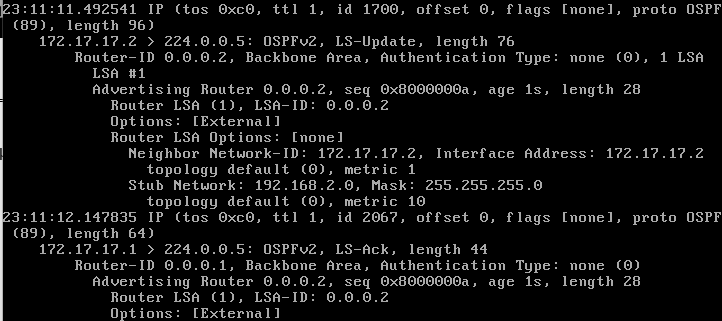 23:11:11.492541 IP (tos 0xc0, ttl 1, id 1700, offset 0, flags [none], proto OSPF
(89), length 96)
172.17.17.2 > 224.0.0.5: OSPFv2, LS-Update, length 76
Router-ID 0.0.0.2, Backbone Area, Authentication Type: none (0), 1 LSA
LSA #1
Advertising Router 0.0.0.2, seq 0x8000000a, age 1s, length 28
Router LSA (1), LSA-ID: 0.0.0.2
Options: [External]
Router LSA Options: [none]
Neighbor Network-ID: 172.17.17.2, Interface Address: 172.17.17.2
topology default (0), metric 1
Stub Network: 192.168.2.0, Mask: 255.255.255.0
topology default (0), metric 10
23:11:12.147835 IP (tos 0xc0, ttl 1, id 2067, offset 0, flags [none], proto OSPF
(89), length 64)
172.17.17.1 > 224.0.0.5: OSPFv2, LS-Ack, length 44
Router-ID 0.0.0.1, Backbone Area, Authentication Type: none (0)
Advertising Router 0.0.0.2, seq 0x8000000a, age 1s, length 28
Router LSA (1), LSA-ID: 0.0.0.2
Options: [External]